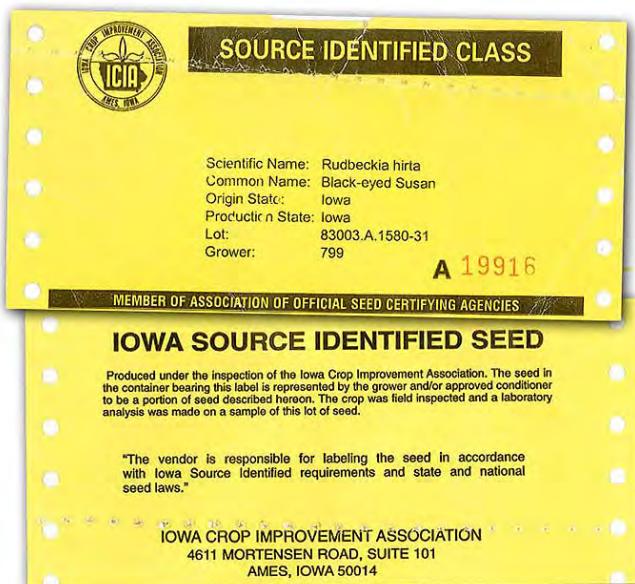 IOWA CROP IMPROVEMENT ASSOCIATION
ICIA
AMES, IOWA
SOURCE IDENTIFIED CLASS
Scientific Name: Rudbeckia hirta
Common Name: Black-eyed Susan
Origin State: Iowa
Production State: Iowa
Lot: 83003.A.1580-31
Grower: 799
A 19916
MEMBER OF ASSOCIATION OF OFFICIAL SEED CERTIFYING AGENCIES
IOWA SOURCE IDENTIFIED SEED
Produced under the inspection of the Iowa Crop Improvement Association. The seed in
the container bearing this label is represented by the grower and/or approved conditioner
to be a portion of seed described hereon. The crop was field inspected and a laboratory
analysis was made on a sample of this lot of seed.
"The vendor is responsible for labeling the seed in accordance
with Iowa Source Identified requirements and state and national
seed laws."
IOWA CROP IMPROVEMENT ASSOCIATION
4611 MORTENSEN ROAD, SUITE 101
AMES, IOWA 50014